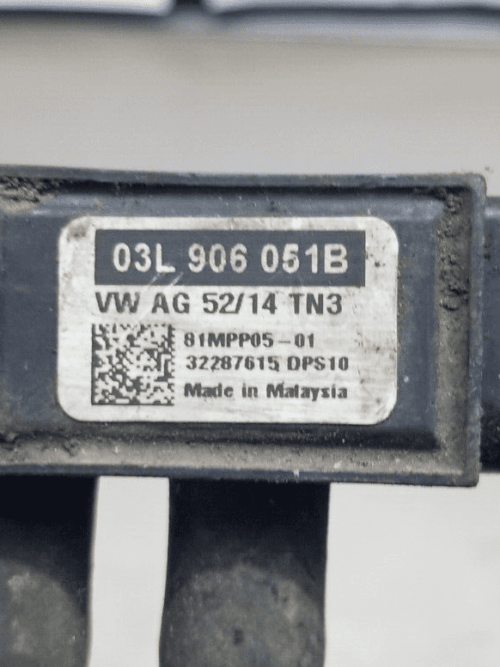 03L 906 051B
VW AG 52/14 TN3
81MPP05-01
32287615 DPS10
Made in Malaysia